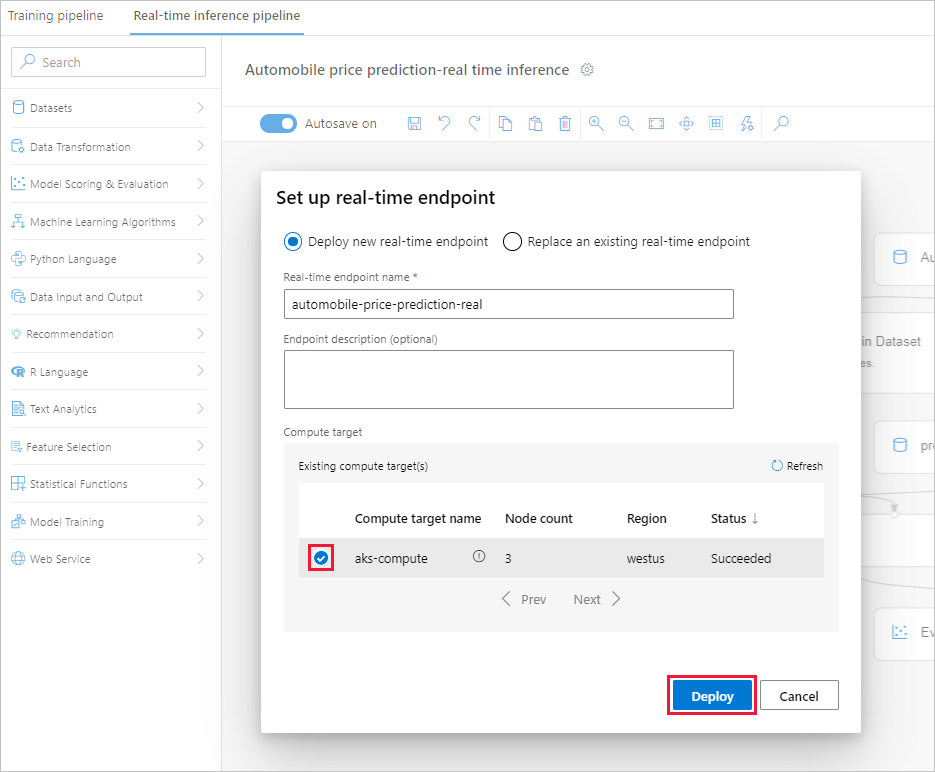 Training pipeline
Real-time inference pipeline
Search
Automobile price prediction-real time inference
Autosave on
Datasets
Data Transformation
Model Scoring & Evaluation
Machine Learning Algorithms
Python Language
Data Input and Output
Recommendation
R Language
Text Analytics
Feature Selection
Statistical Functions
Model Training
Web Service
Set up real-time endpoint
Deploy new real-time endpoint
Replace an existing real-time endpoint
Real-time endpoint name *
automobile-price-prediction-real
Endpoint description (optional)
Compute target
Existing compute target(s)
Refresh
Compute target name Node count Region Status ↓
aks-compute 3 westus Succeeded
Prev Next
Deploy Cancel
in Dataset